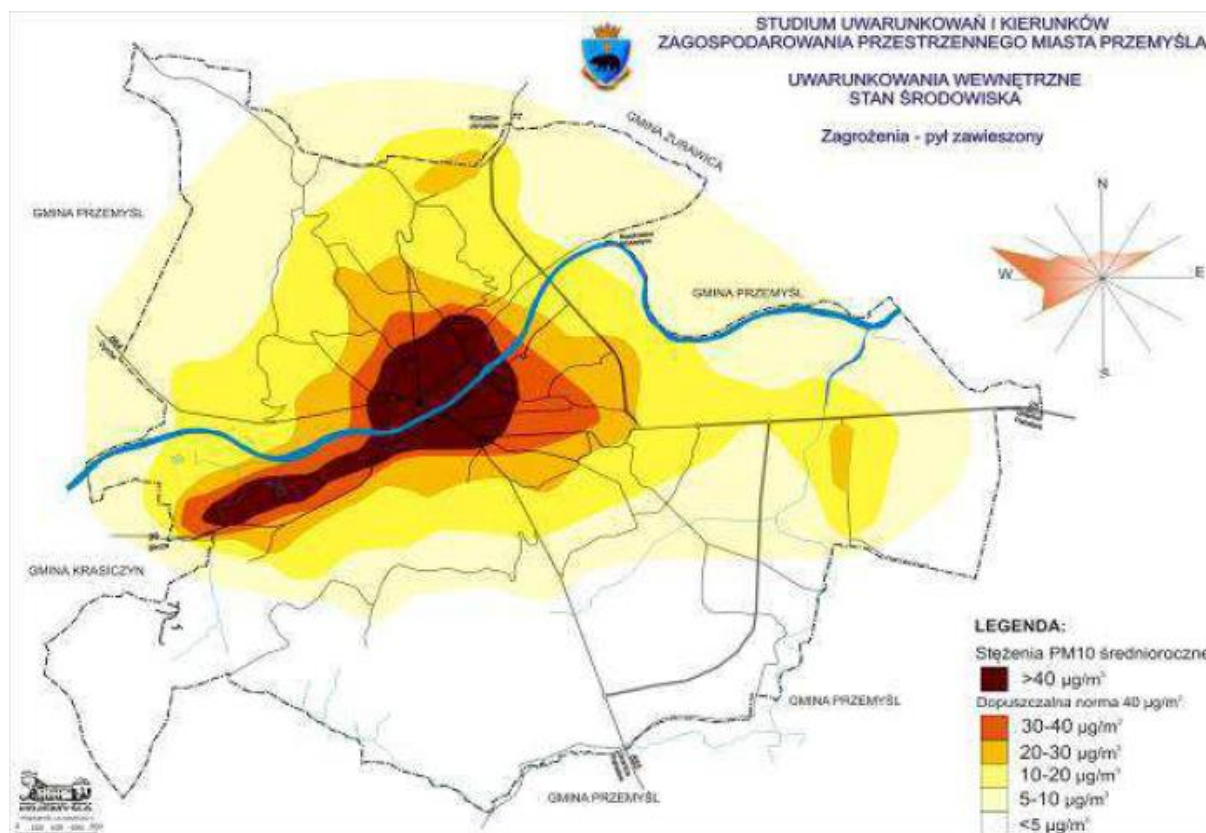 STUDIUM UWARUNKOWAŃ I KIERUNKÓW
ZAGOSPODAROWANIA PRZESTRZENNEGO MIASTA PRZEMYŚLA
UWARUNKOWANIA WEWNĘTRZNE
STAN ŚRODOWISKA
Zagrożenia - pył zawieszony
GMINA ŻURAWICA
GMINA PRZEMYŚL
N
W
E
S
GMINA PRZEMYŚL
GMINA KRASICZYN
GMINA PRZEMYŚL
GMINA PRZEMYŚL
LEGENDA:
Stężenia PM10 średnioroczne
>40 µg/m³
Dopuszczalna norma 40 µg/m³
30-40 µg/m³
20-30 µg/m³
10-20 µg/m³
5-10 µg/m³
<5 µg/m³